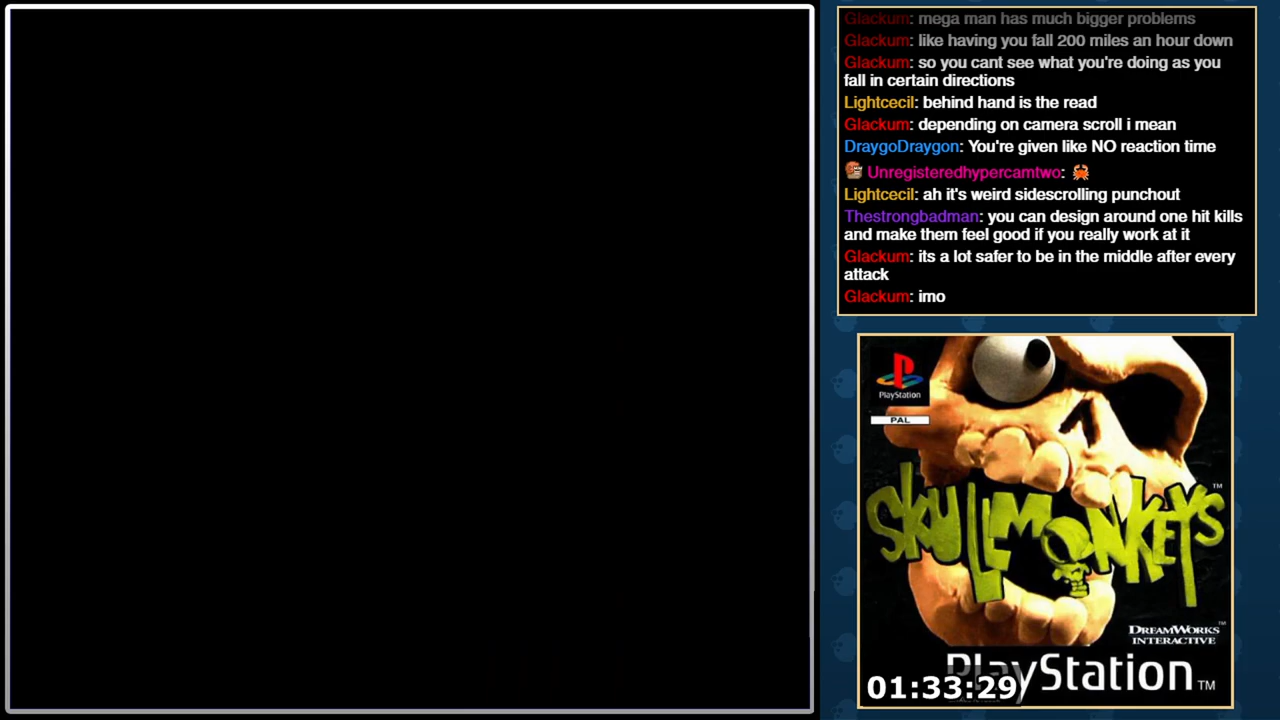 Glackum: mega man has much bigger problems
Glackum: like having you fall 200 miles an hour down
Glackum: so you cant see what you're doing as you
fall in certain directions
Lightcecil: behind hand is the read
Glackum: depending on camera scroll i mean
DraygoDraygon: You're given like NO reaction time
Unregisteredhypercamtwo:
Lightcecil: ah it's weird sidescrolling punchout
Thestrongbadman: you can design around one hit kills
and make them feel good if you really work at it
Glackum: its a lot safer to be in the middle after every
attack
Glackum: imo
PlayStation
PAL
SKULLMONKEYS™
DREAMWORKS™
INTERACTIVE
PlayStation™
01:33:29